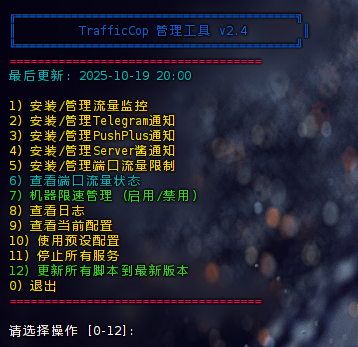 TrafficCop 管理工具 v2.4
最后更新: 2025-10-19 20:00
1) 安装/管理流量监控
2) 安装/管理Telegram通知
3) 安装/管理PushPlus通知
4) 安装/管理Server酱通知
5) 安装/管理端口流量限制
6) 查看端口流量状态
7) 机器限速管理 (启用/禁用)
8) 查看日志
9) 查看当前配置
10) 使用预设配置
11) 停止所有服务
12) 更新所有脚本到最新版本
0) 退出
请选择操作 [0-12]: